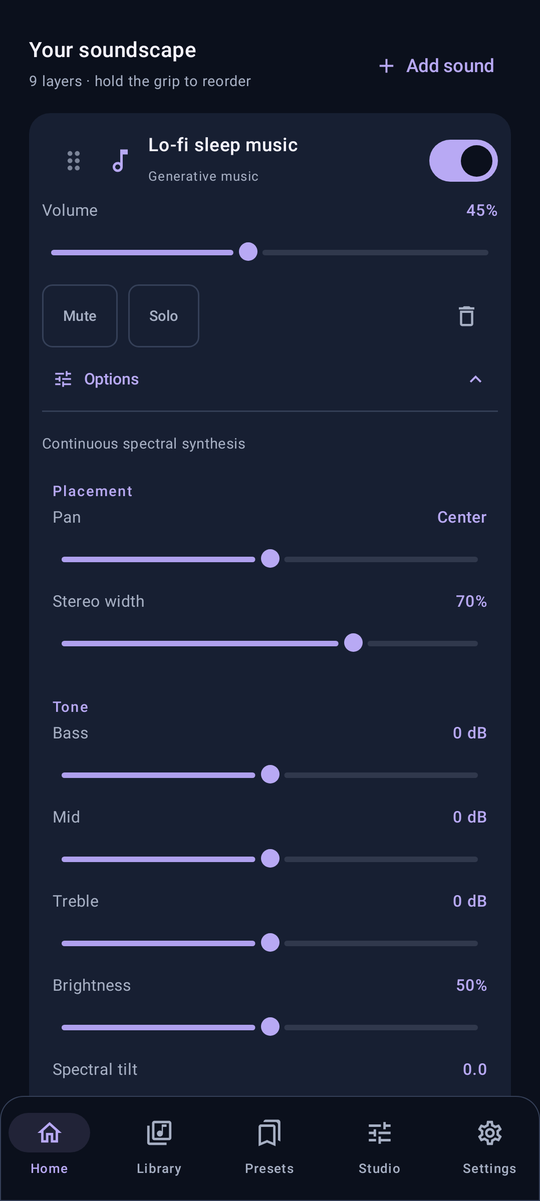 Your soundscape
9 layers · hold the grip to reorder
Add sound
Lo-fi sleep music
Generative music
Volume 45%
Mute Solo
Options
Continuous spectral synthesis
Placement
Pan Center
Stereo width 70%
Tone
Bass 0 dB
Mid 0 dB
Treble 0 dB
Brightness 50%
Spectral tilt 0.0
Home Library Presets Studio Settings